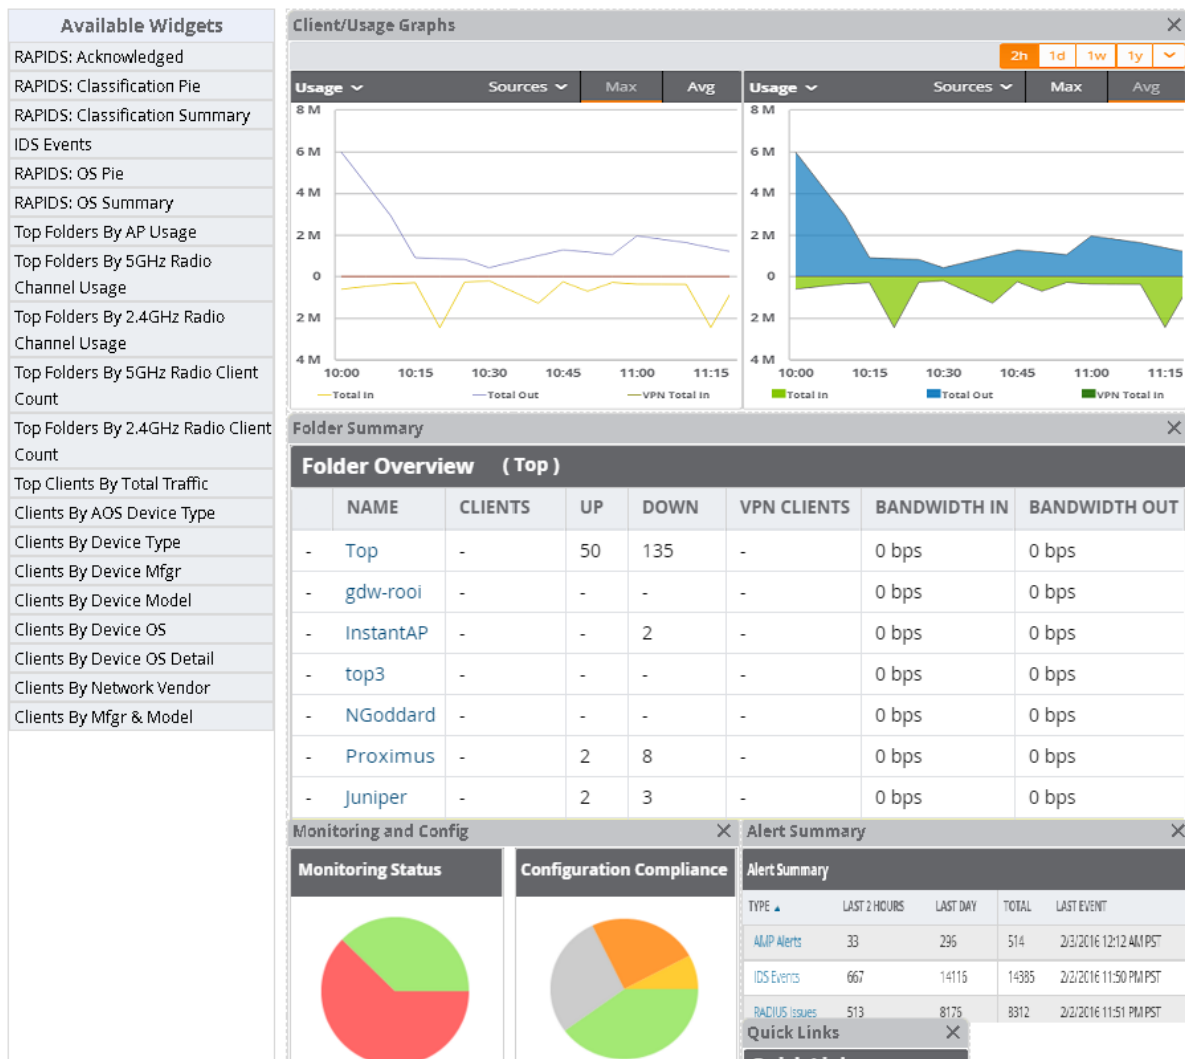 Available Widgets
RAPIDS: Acknowledged
RAPIDS: Classification Pie
RAPIDS: Classification Summary
IDS Events
RAPIDS: OS Pie
RAPIDS: OS Summary
Top Folders By AP Usage
Top Folders By 5GHz Radio
Channel Usage
Top Folders By 2.4GHz Radio
Channel Usage
Top Folders By 5GHz Radio Client
Count
Top Folders By 2.4GHz Radio Client
Count
Top Clients By Total Traffic
Clients By AOS Device Type
Clients By Device Type
Clients By Device Mfgr
Clients By Device Model
Clients By Device OS
Clients By Device OS Detail
Clients By Network Vendor
Clients By Mfgr & Model
Client/Usage Graphs
2h 1d 1w 1y
Usage Sources Max Avg
8 M
6 M
4 M
2 M
0
2 M
4 M
10:00 10:15 10:30 10:45 11:00 11:15
Total In Total Out VPN Total In
Usage Sources Max Avg
8 M
6 M
4 M
2 M
0
2 M
4 M
10:00 10:15 10:30 10:45 11:00 11:15
Total In Total Out VPN Total In
Folder Summary
Folder Overview (Top)
NAME CLIENTS UP DOWN VPN CLIENTS BANDWIDTH IN BANDWIDTH OUT
- Top - 50 135 - 0 bps 0 bps
- gdw-rooi - - - - 0 bps 0 bps
- InstantAP - - 2 - 0 bps 0 bps
- top3 - - - - 0 bps 0 bps
- NGoddard - - - - 0 bps 0 bps
- Proximus - 2 8 - 0 bps 0 bps
- Juniper - 2 3 - 0 bps 0 bps
Monitoring and Config
Monitoring Status
Configuration Compliance
Alert Summary
Alert Summary
TYPE LAST 2 HOURS LAST DAY TOTAL LAST EVENT
AMP Alerts 33 296 514 2/3/2016 12:12 AM PST
IDS Events 667 14116 14385 2/2/2016 11:50 PM PST
RADIUS Issues 513 8176 8312 2/2/2016 11:51 PM PST
Quick Links